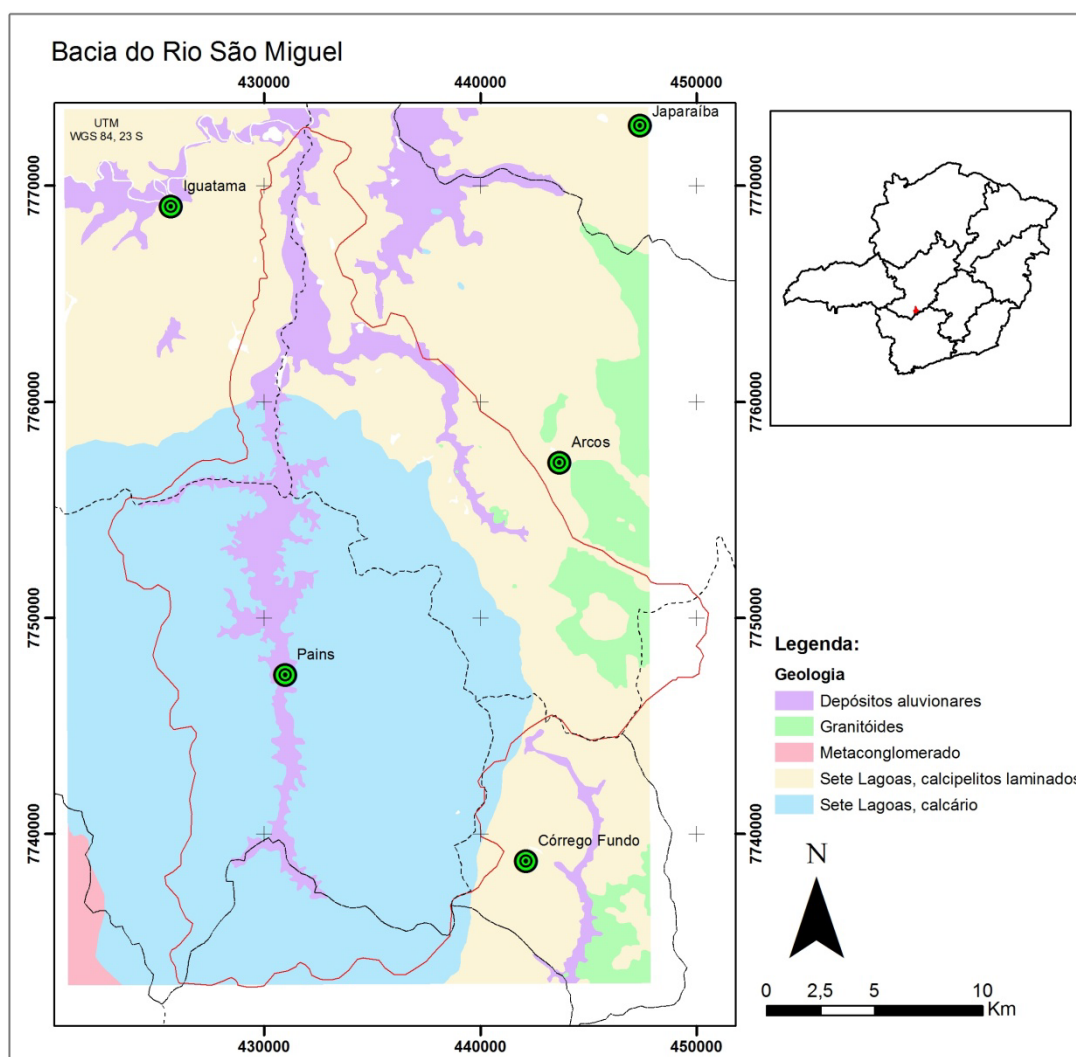 Bacia do Rio São Miguel
430000
440000
450000
UTM
WGS 84, 23 S
Japaraíba
Iguatama
7770000
7770000
7760000
7760000
Arcos
7750000
7750000
Pains
7740000
7740000
Córrego Fundo
430000
440000
450000
Legenda:
Geologia
Depósitos aluvionares
Granitóides
Metaconglomerado
Sete Lagoas, calcipelitos laminados
Sete Lagoas, calcário
N
0 2,5 5 10
Km